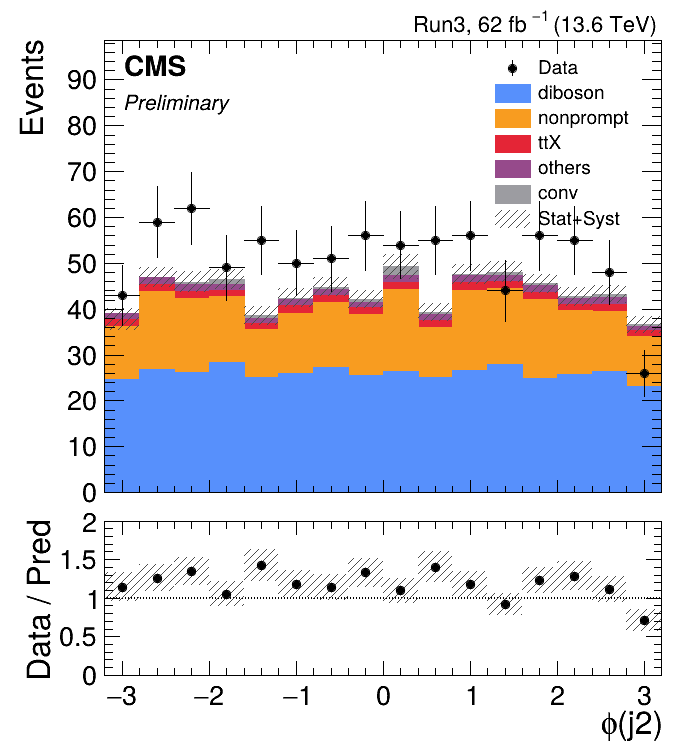 Run3, 62 fb⁻¹ (13.6 TeV)
CMS
Preliminary
Events
90
80
70
60
50
40
30
20
10
0
Data
diboson
nonprompt
ttX
others
conv
Stat+Syst
Data / Pred
2
1.5
1
0.5
0
−3 −2 −1 0 1 2 3
ϕ(j2)